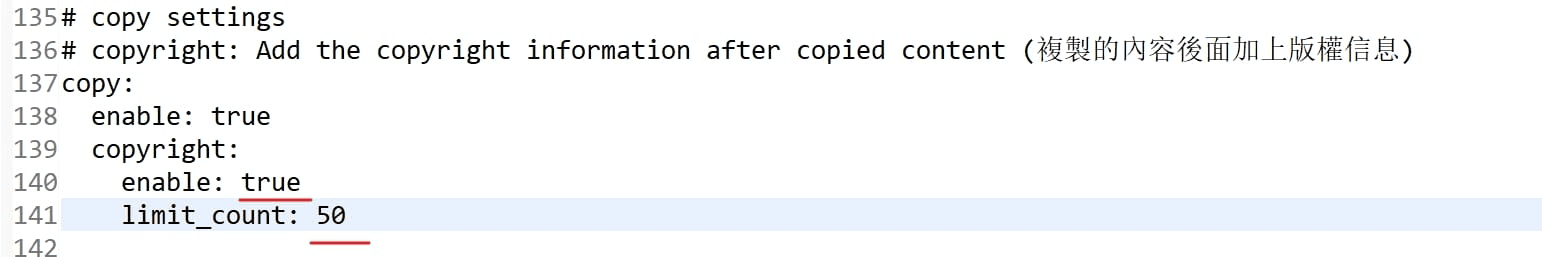 135# copy settings
136# copyright: Add the copyright information after copied content (複製的內容後面加上版權信息)
137copy:
138  enable: true
139  copyright:
140    enable: true
141    limit_count: 50
142